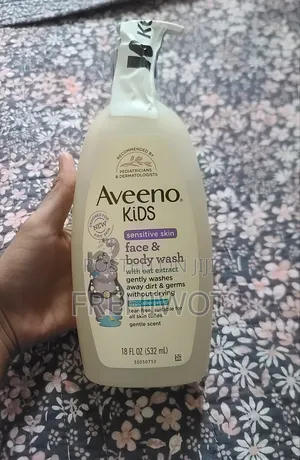 RECOMMENDED BY
PEDIATRICIANS
& DERMATOLOGISTS
Aveeno
KiDS
sensitive skin
NEW
face &
body wash
with oat extract
gently washes
away dirt & germs
without drying
tear-free, suitable for
all skin tones
gentle scent
18 FL OZ (532 mL)